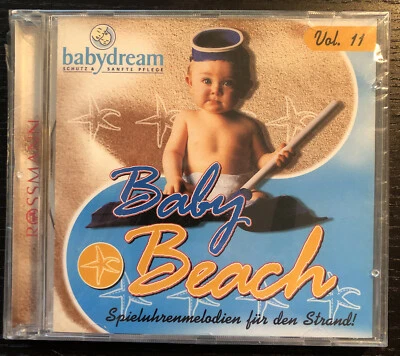 babydream
SCHUTZ & SANFTE PFLEGE
Vol. 11
ROSSMANN
Baby
Beach
Spieluhrenmelodien für den Strand!